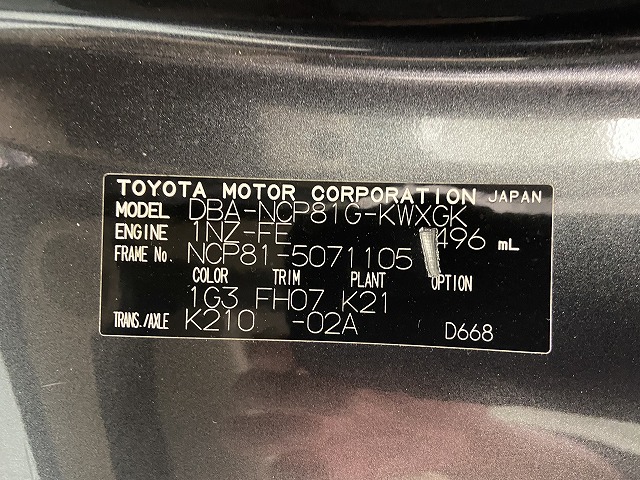 TOYOTA MOTOR CORPORATION JAPAN
MODEL DBA-NCP81G-KWXGK
ENGINE 1NZ-FE 496 mL
FRAME No. NCP81-5071105
COLOR TRIM PLANT OPTION
1G3 FH07 K21
TRANS./AXLE K210 -02A D668